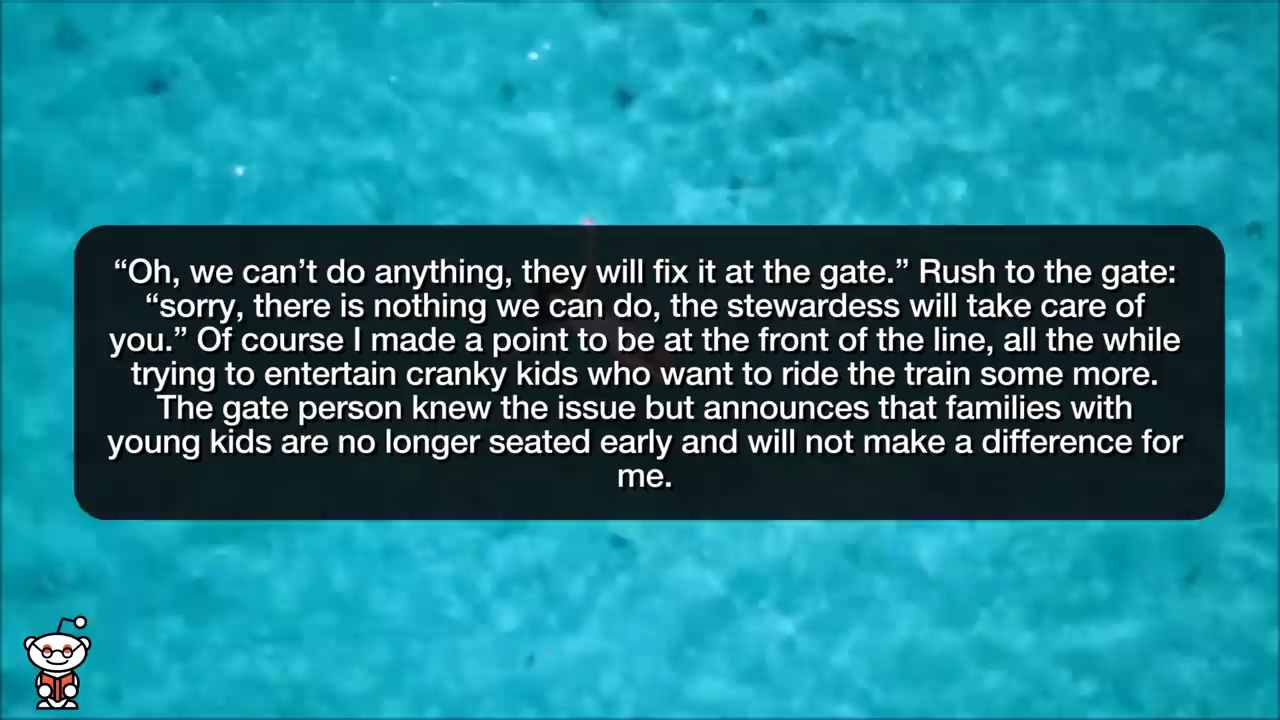 “Oh, we can’t do anything, they will fix it at the gate.” Rush to the gate:
“sorry, there is nothing we can do, the stewardess will take care of
you.” Of course I made a point to be at the front of the line, all the while
trying to entertain cranky kids who want to ride the train some more.
The gate person knew the issue but announces that families with
young kids are no longer seated early and will not make a difference for
me.